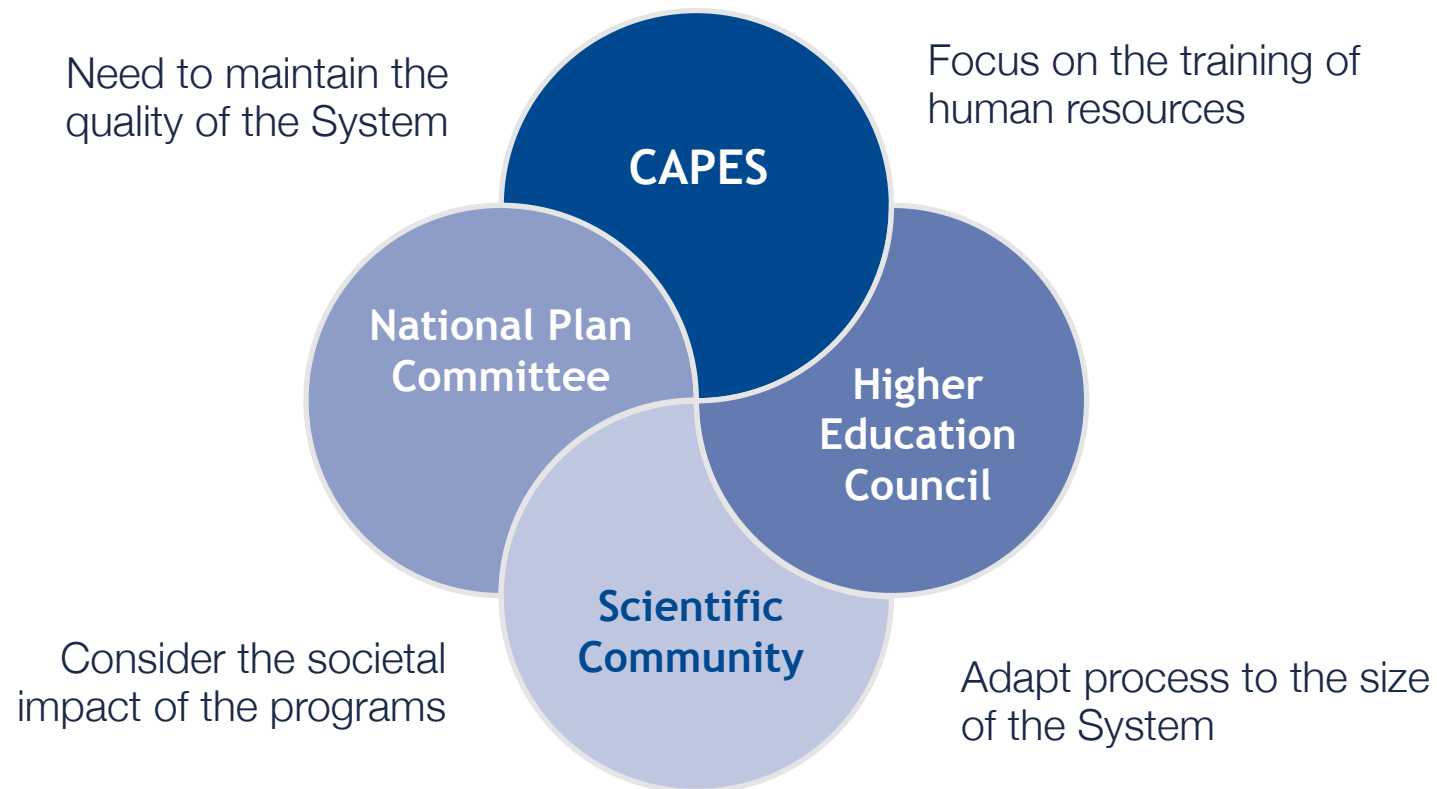 Need to maintain the
quality of the System
Focus on the training of
human resources
CAPES
National Plan
Committee
Higher
Education
Council
Scientific
Community
Consider the societal
impact of the programs
Adapt process to the size
of the System